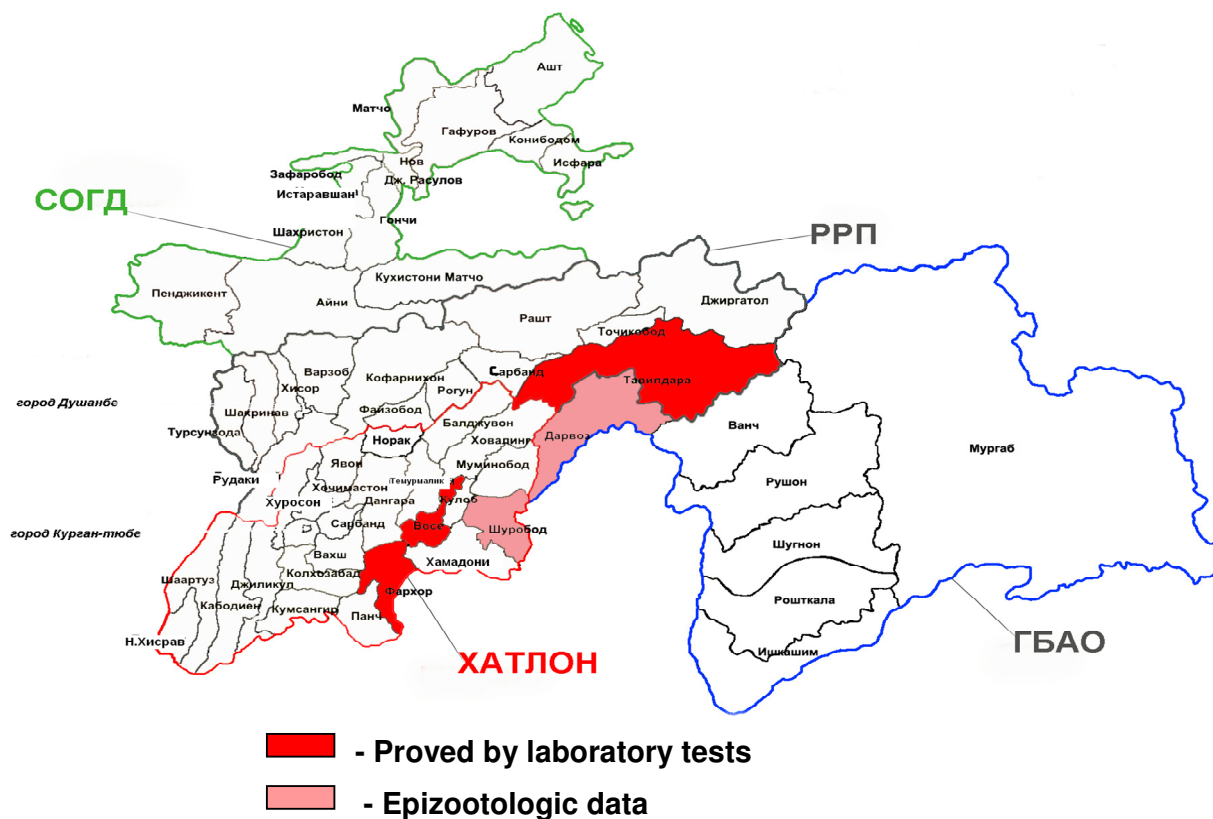 Ашт
Матчо
Гафуров
Конибодом
Нов
Исфара
Зафаробод
Дж. Расулов
Истаравшан
СОГД
Гончи
Шахристон
РРП
Кухистони Матчо
Пенджикент
Айни
Джиргатол
Рашт
Точикобод
Варзоб
Сарбанд
Кофарнихон
Тавилдара
Хисор
Рогун
город Душанбе
Шахринав
Файзобод
Балджувон
Ванч
Турсунзода
Норак
Ховадинг
Дарвоз
Мургаб
Явон
Муминобод
Рудаки
Темурмалик
Рушон
Хочимастон
Хуросон
Дангара
Кулоб
Сарбанд
Восе
Шуробод
город Курган-тюбе
Шугнон
Вахш
Хамадони
Колхозабад
Шаартуз
Джиликул
Фархор
Рошткала
Кабодиен
Кумсангир
Панч
Н.Хисрав
ГБАО
Ишкашим
ХАТЛОН
- Proved by laboratory tests
- Epizootologic data